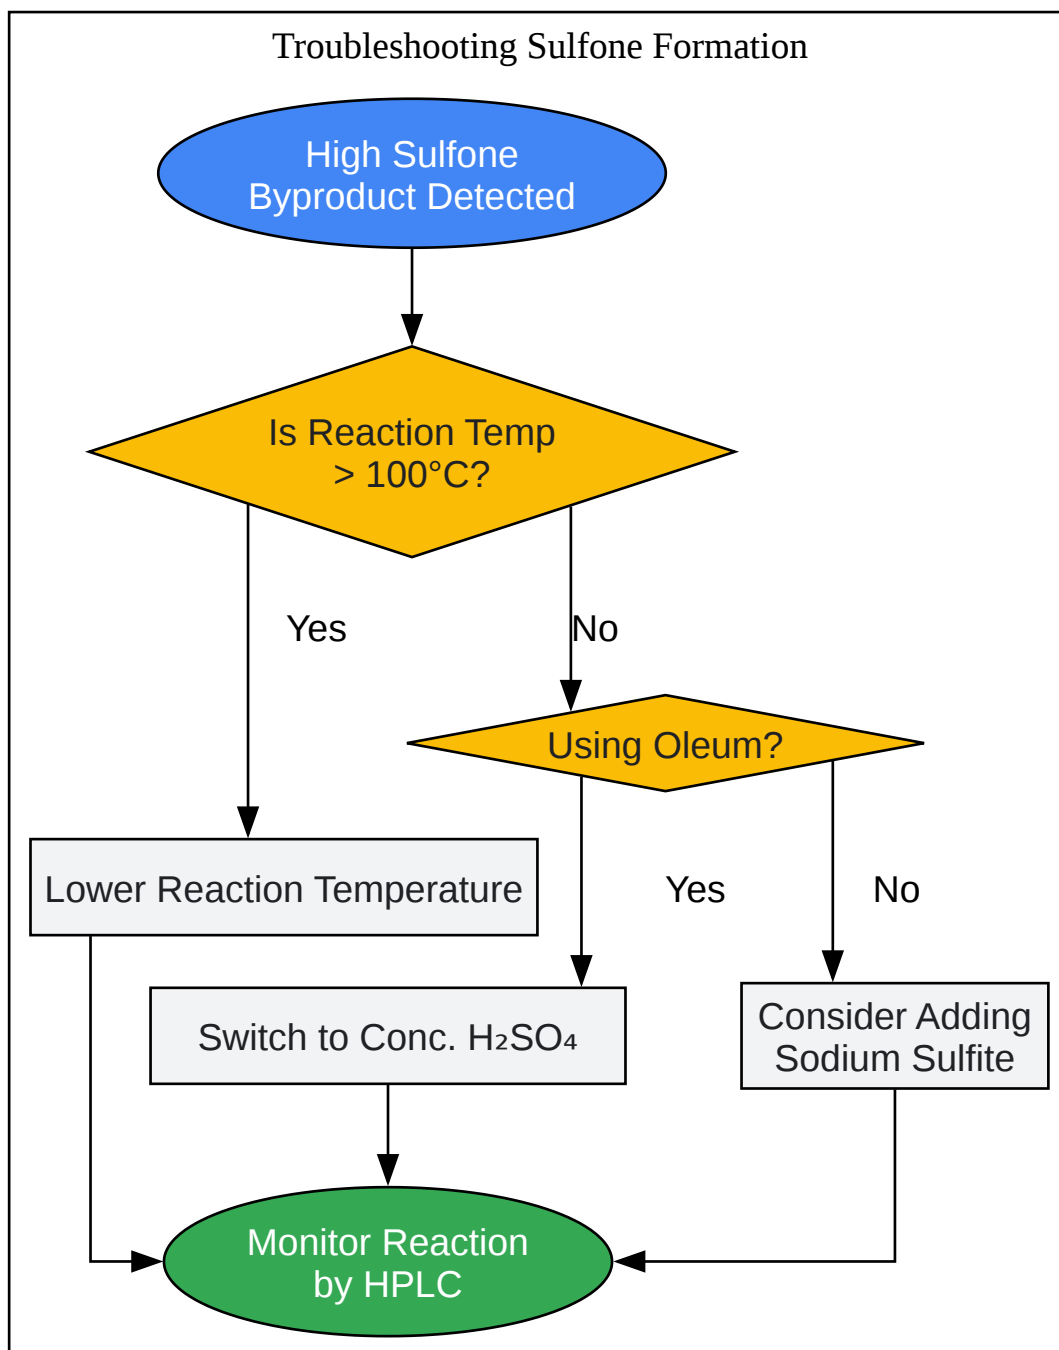 Troubleshooting Sulfone Formation
High Sulfone
Byproduct Detected
Is Reaction Temp
> 100°C?
Yes
No
Using Oleum?
Lower Reaction Temperature
Yes
No
Switch to Conc. H₂SO₄
Consider Adding
Sodium Sulfite
Monitor Reaction
by HPLC